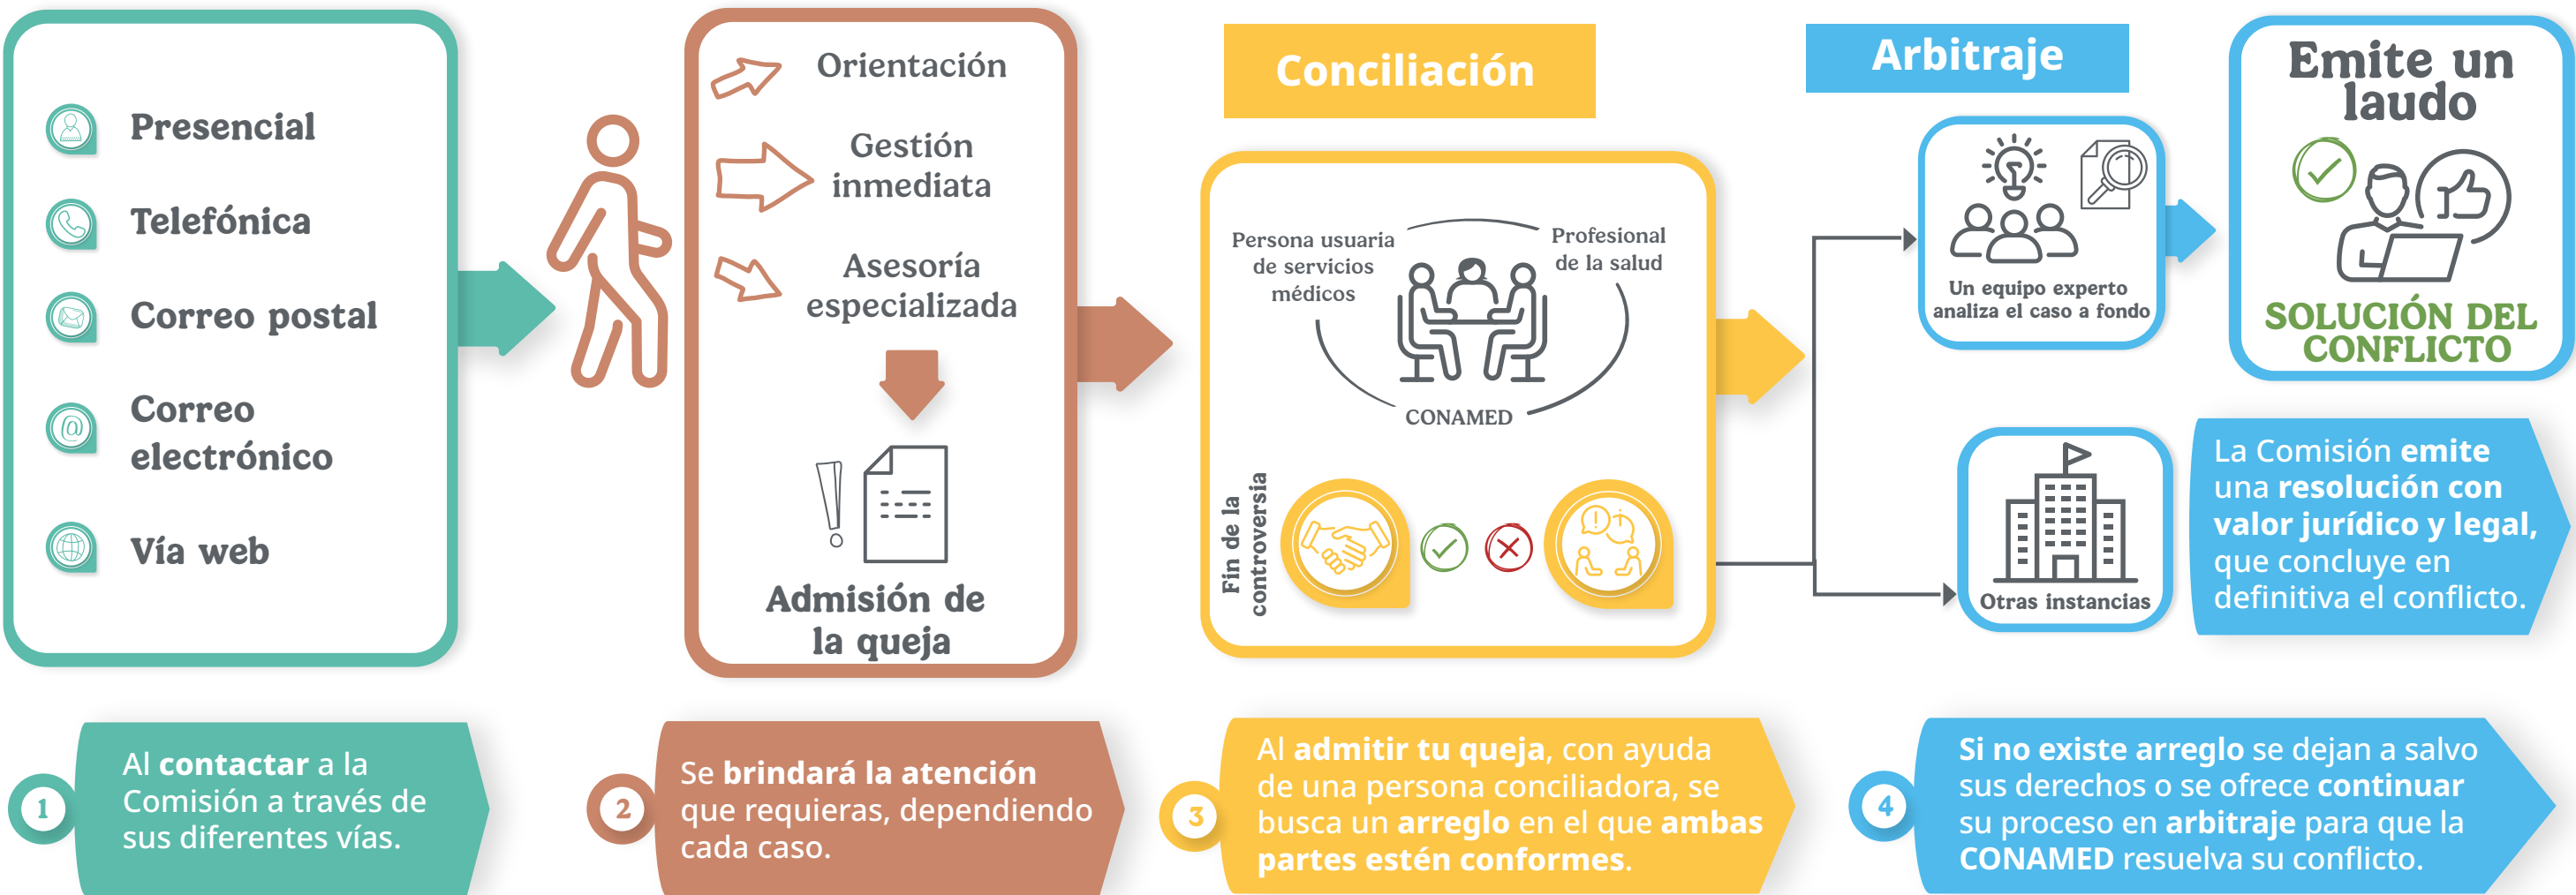 Presencial
Telefónica
Correo postal
Correo
electrónico
Vía web
Orientación
Gestión
inmediata
Asesoría
especializada
Admisión de
la queja
Conciliación
Persona usuaria
de servicios
médicos
Profesional
de la salud
CONAMED
Fin de la
controversia
Arbitraje
Un equipo experto
analiza el caso a fondo
Otras instancias
Emite un
laudo
SOLUCIÓN DEL
CONFLICTO
La Comisión emite
una resolución con
valor jurídico y legal,
que concluye en
definitiva el conflicto.
1
Al contactar a la
Comisión a través de
sus diferentes vías.
2
Se brindará la atención
que requieras, dependiendo
cada caso.
3
Al admitir tu queja, con ayuda
de una persona conciliadora, se
busca un arreglo en el que ambas
partes estén conformes.
4
Si no existe arreglo se dejan a salvo
sus derechos o se ofrece continuar
su proceso en arbitraje para que la
CONAMED resuelva su conflicto.